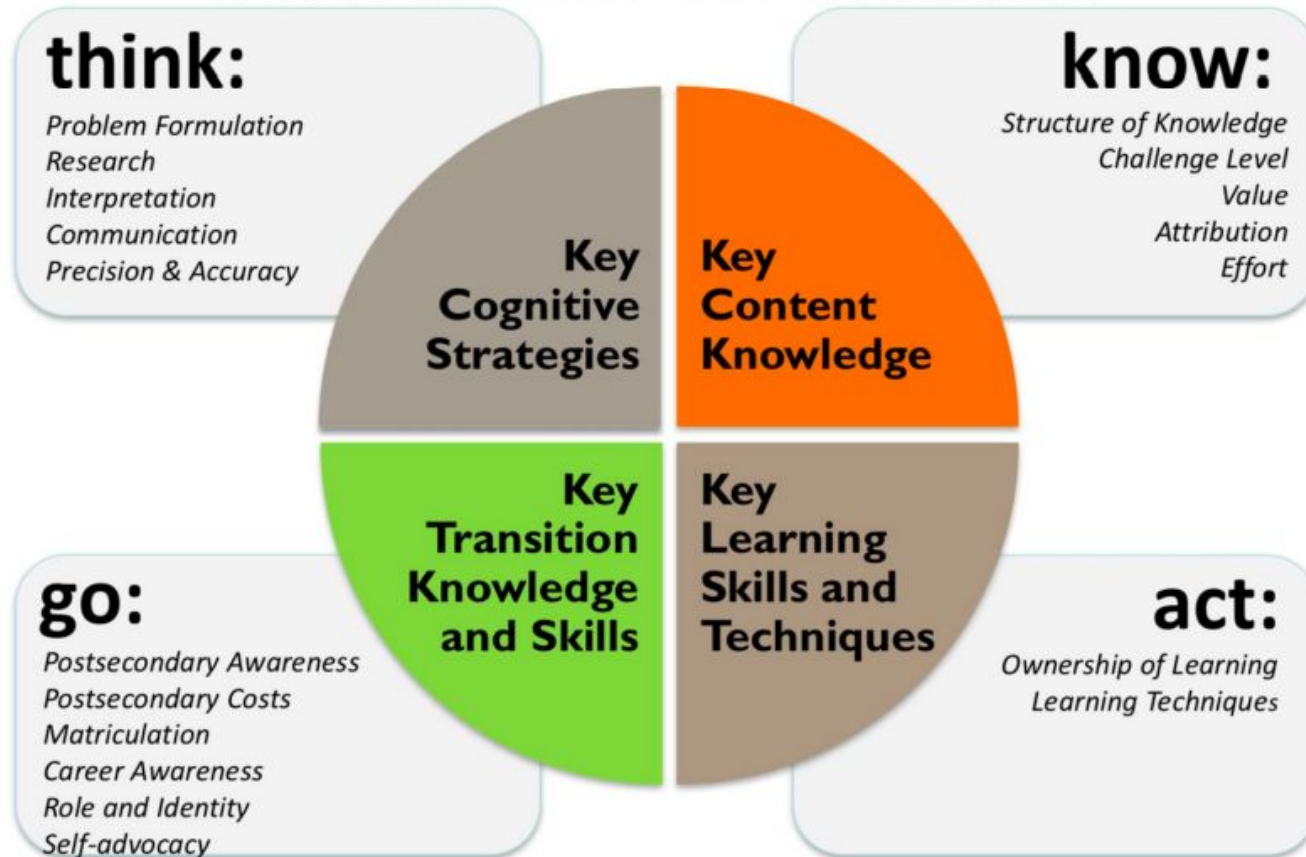 think:
Problem Formulation
Research
Interpretation
Communication
Precision & Accuracy
know:
Structure of Knowledge
Challenge Level
Value
Attribution
Effort
Key
Cognitive
Strategies
Key
Content
Knowledge
Key
Transition
Knowledge
and Skills
Key
Learning
Skills and
Techniques
go:
Postsecondary Awareness
Postsecondary Costs
Matriculation
Career Awareness
Role and Identity
Self-advocacy
act:
Ownership of Learning
Learning Techniques